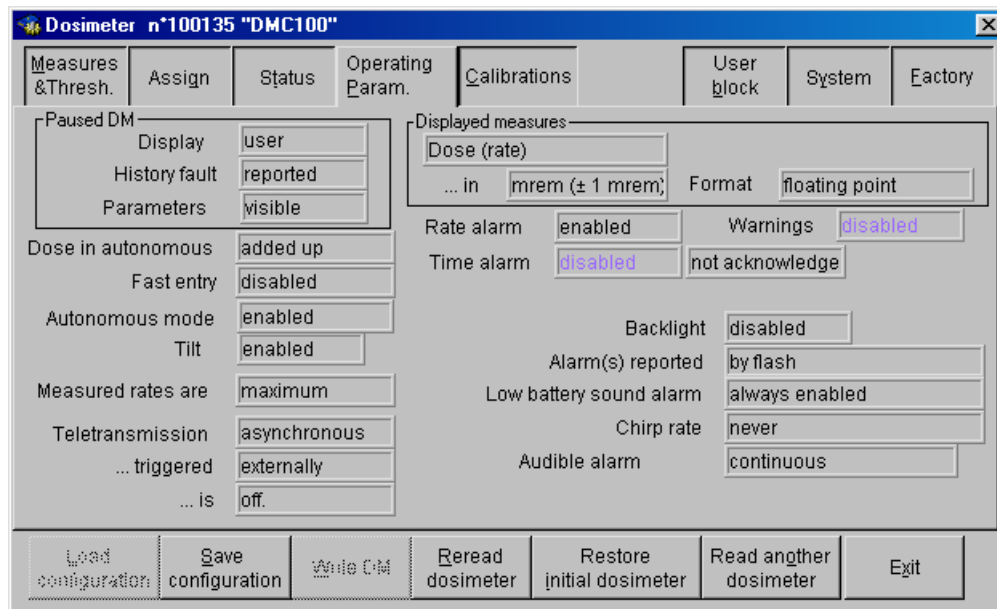 Dosimeter n°100135 "DMC100"
Measures &Thresh.
Assign
Status
Operating Param.
Calibrations
User block
System
Factory
Paused DM
Display user
History fault reported
Parameters visible
Dose in autonomous added up
Fast entry disabled
Autonomous mode enabled
Tilt enabled
Measured rates are maximum
Teletransmission asynchronous
... triggered externally
... is off.
Displayed measures
Dose (rate)
... in mrem (± 1 mrem) Format floating point
Rate alarm enabled Warnings disabled
Time alarm disabled not acknowledge
Backlight disabled
Alarm(s) reported by flash
Low battery sound alarm always enabled
Chirp rate never
Audible alarm continuous
Load configuration
Save configuration
Write DM
Reread dosimeter
Restore initial dosimeter
Read another dosimeter
Exit